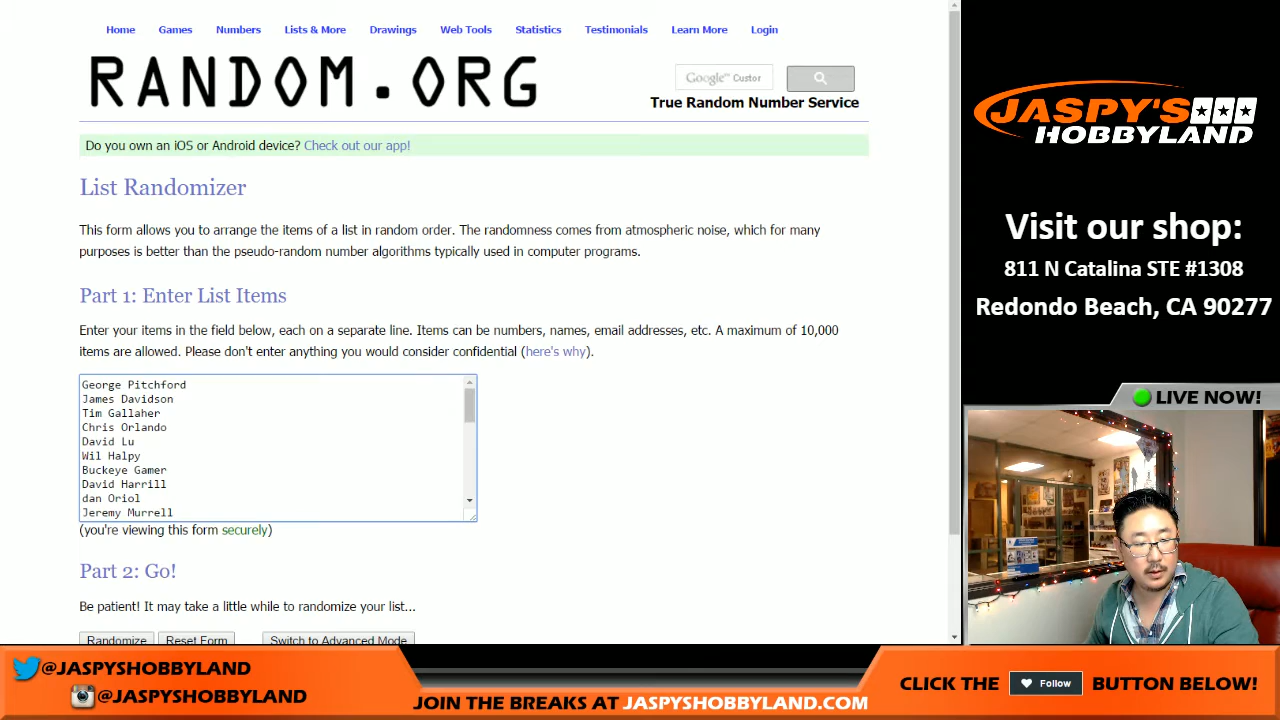 Home Games Numbers Lists & More Drawings Web Tools Statistics Testimonials Learn More Login
RANDOM.ORG
Google™ Custor
True Random Number Service
Do you own an iOS or Android device? Check out our app!
List Randomizer
This form allows you to arrange the items of a list in random order. The randomness comes from atmospheric noise, which for many
purposes is better than the pseudo-random number algorithms typically used in computer programs.
Part 1: Enter List Items
Enter your items in the field below, each on a separate line. Items can be numbers, names, email addresses, etc. A maximum of 10,000
items are allowed. Please don't enter anything you would consider confidential (here's why).
George Pitchford
James Davidson
Tim Gallaher
Chris Orlando
David Lu
Wil Halpy
Buckeye Gamer
David Harrill
dan Oriol
Jeremy Murrell
(you're viewing this form securely)
Part 2: Go!
Be patient! It may take a little while to randomize your list...
Randomize Reset Form Switch to Advanced Mode
JASPY'S
HOBBYLAND
Visit our shop:
811 N Catalina STE #1308
Redondo Beach, CA 90277
LIVE NOW!
@JASPYSHOBBYLAND
@JASPYSHOBBYLAND
JOIN THE BREAKS AT JASPYSHOBBYLAND.COM
CLICK THE Follow BUTTON BELOW!